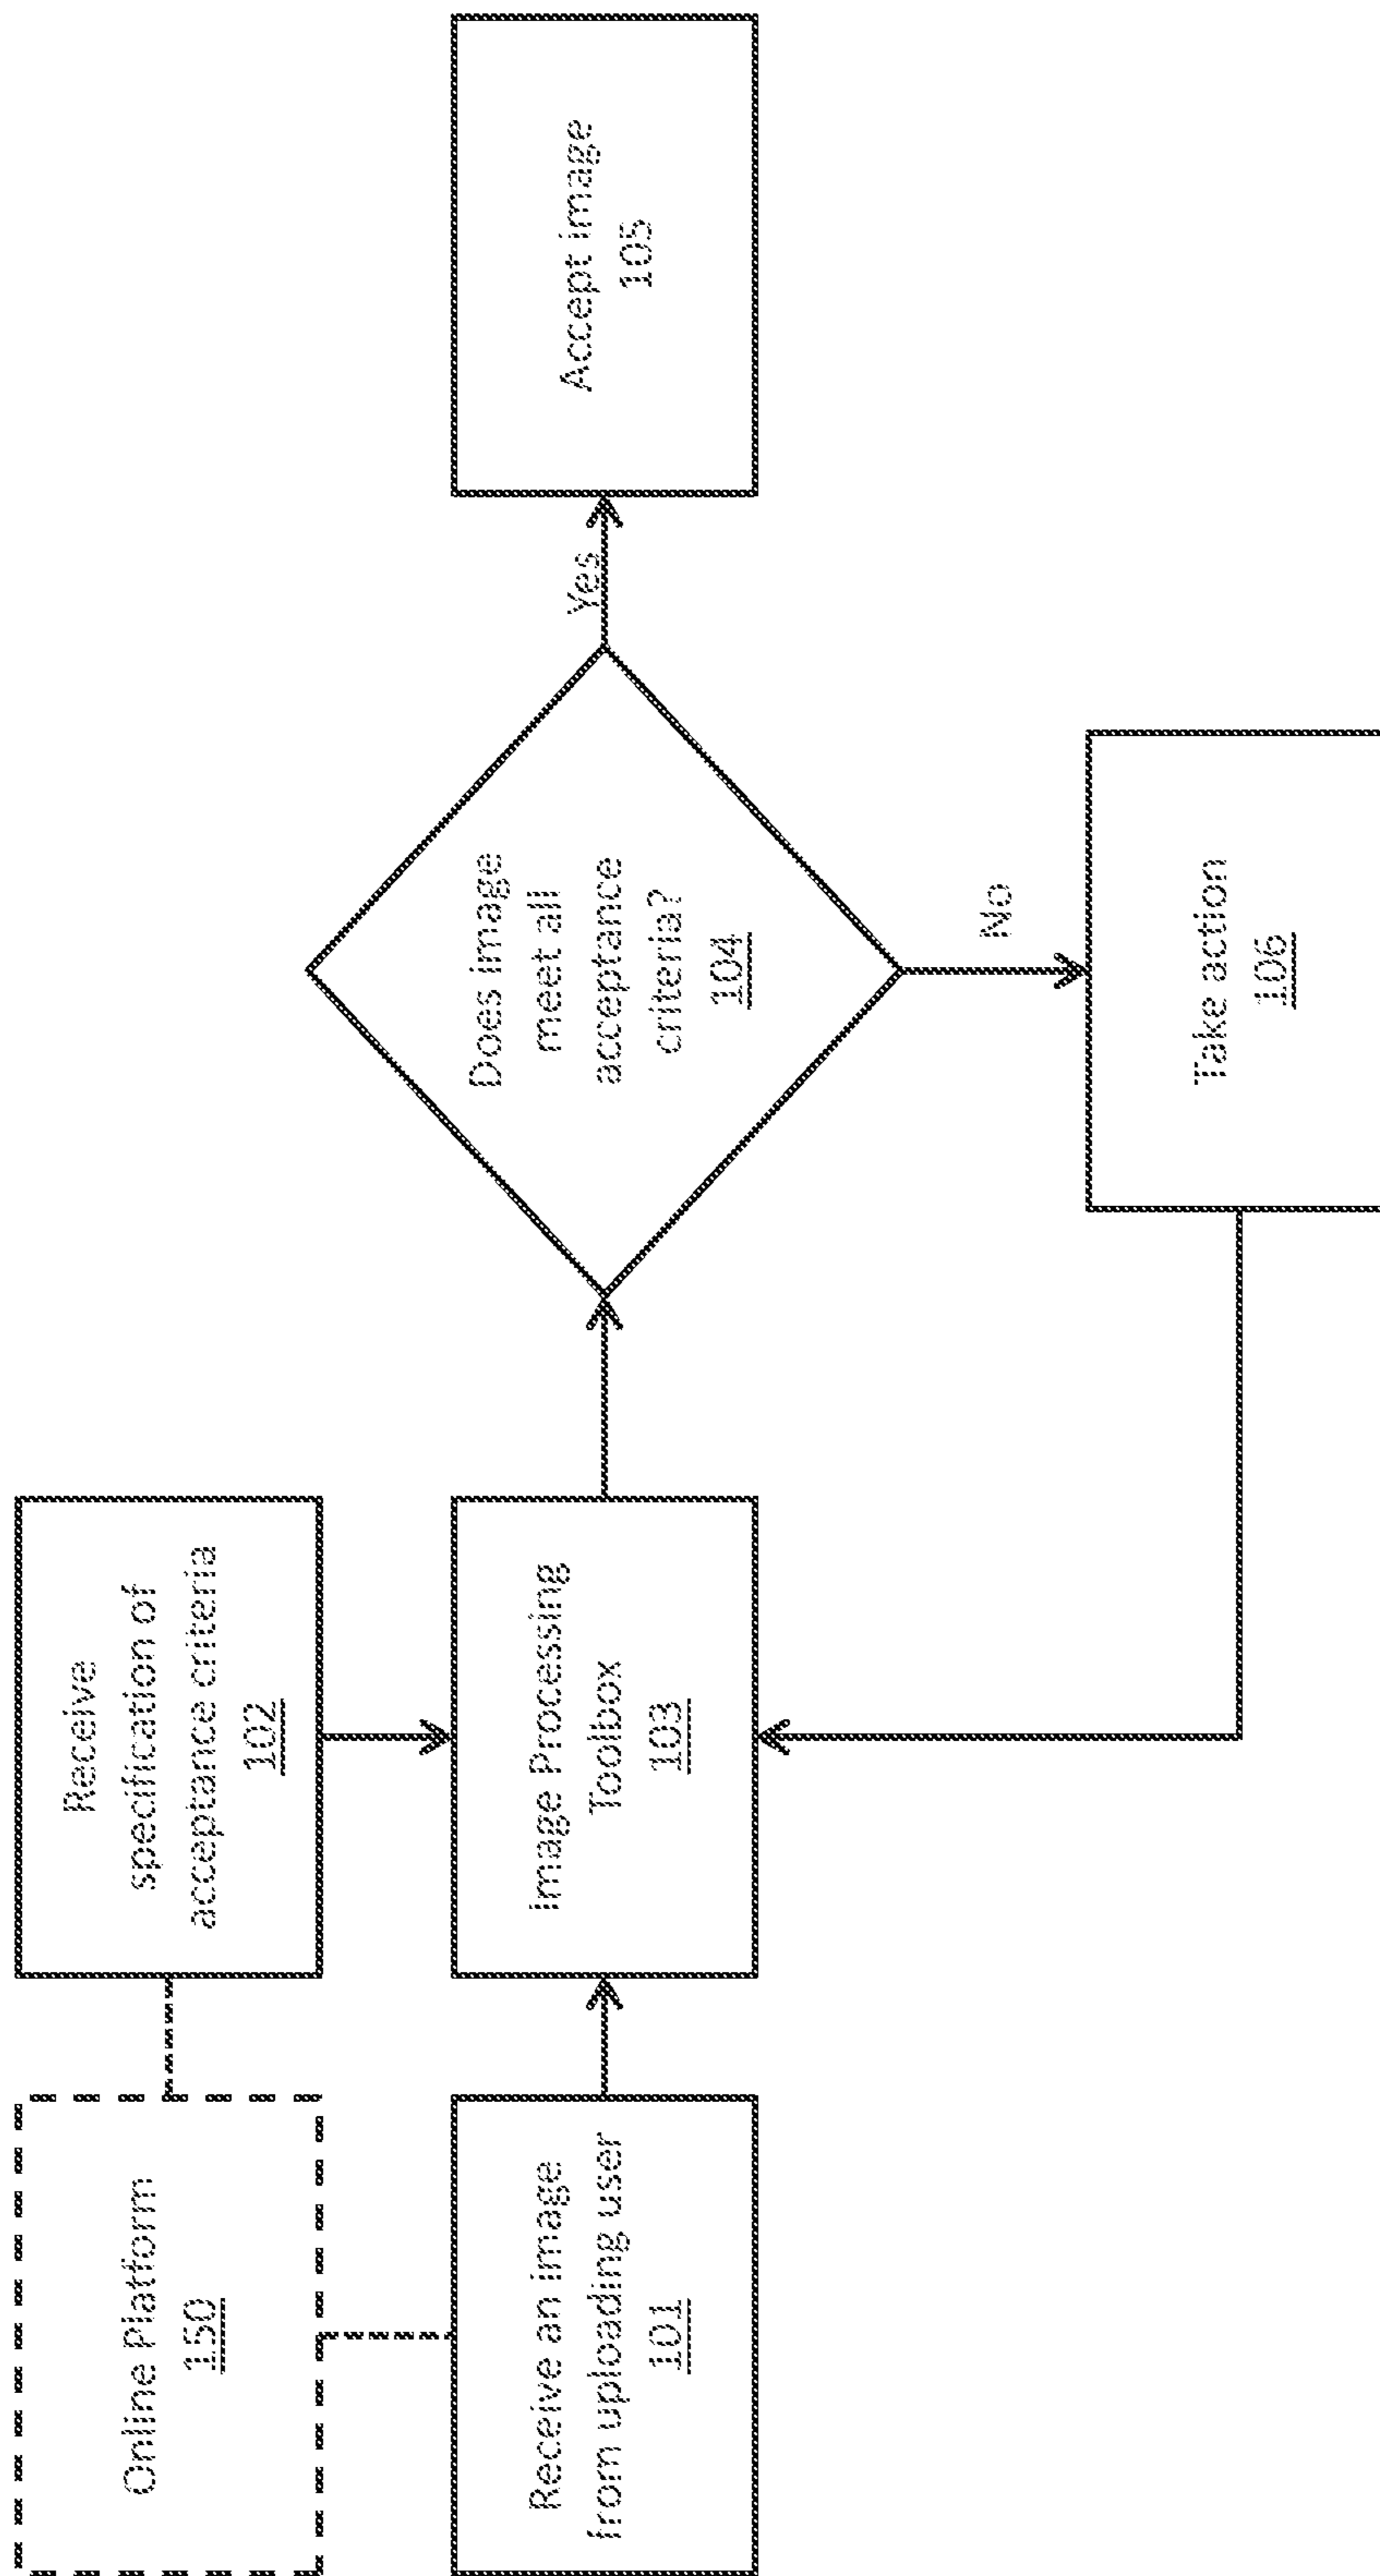 Online Platform
150
Receive
specification of
acceptance criteria
102
Receive an image
from uploading user
101
Image Processing
Toolbox
103
Does image
meet all
acceptance
criteria?
104
Yes
Accept image
105
No
Take action
106